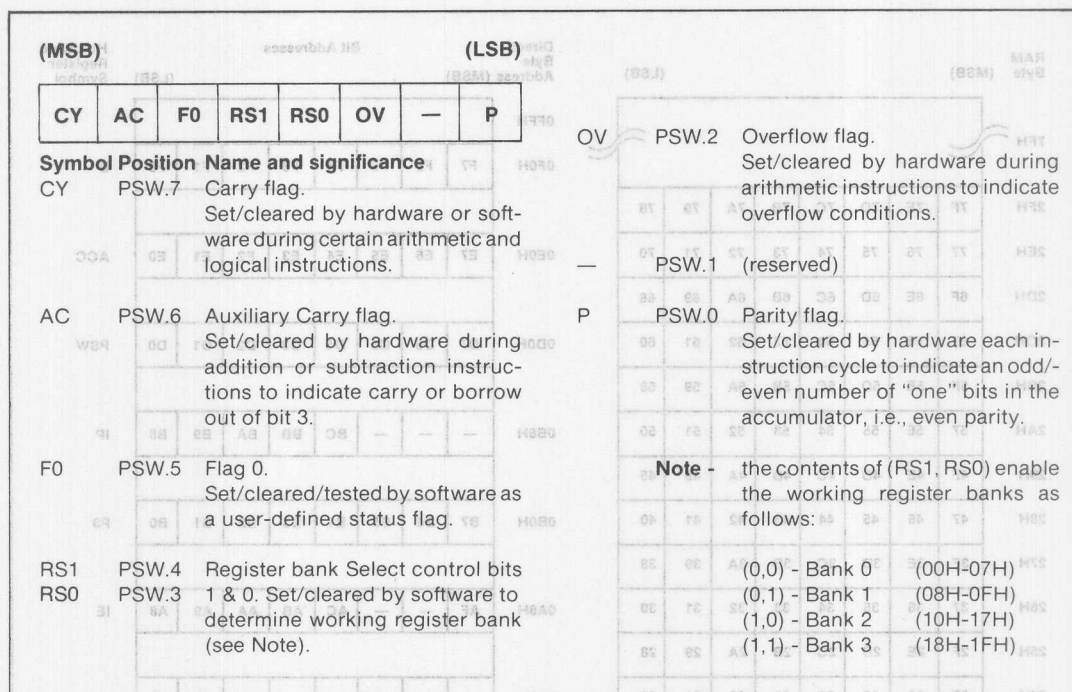 (MSB) (LSB)
CY AC F0 RS1 RS0 OV — P
Symbol Position Name and significance
CY PSW.7 Carry flag.
Set/cleared by hardware or soft-
ware during certain arithmetic and
logical instructions.
AC PSW.6 Auxiliary Carry flag.
Set/cleared by hardware during
addition or subtraction instruc-
tions to indicate carry or borrow
out of bit 3.
F0 PSW.5 Flag 0.
Set/cleared/tested by software as
a user-defined status flag.
RS1 PSW.4 Register bank Select control bits
RS0 PSW.3 1 & 0. Set/cleared by software to
determine working register bank
(see Note).
OV PSW.2 Overflow flag.
Set/cleared by hardware during
arithmetic instructions to indicate
overflow conditions.
— PSW.1 (reserved)
P PSW.0 Parity flag.
Set/cleared by hardware each in-
struction cycle to indicate an odd/-
even number of "one" bits in the
accumulator, i.e., even parity.
Note - the contents of (RS1, RS0) enable
the working register banks as
follows:
(0,0) - Bank 0 (00H-07H)
(0,1) - Bank 1 (08H-0FH)
(1,0) - Bank 2 (10H-17H)
(1,1) - Bank 3 (18H-1FH)